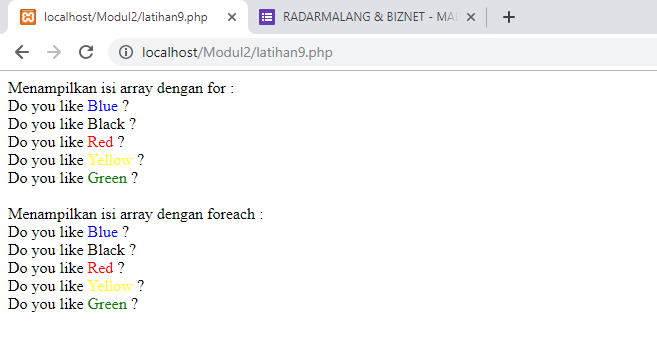 localhost/Modul2/latihan9.php
RADARMALANG & BIZNET - MA
localhost/Modul2/latihan9.php
Menampilkan isi array dengan for :
Do you like Blue ?
Do you like Black ?
Do you like Red ?
Do you like Yellow ?
Do you like Green ?
Menampilkan isi array dengan foreach :
Do you like Blue ?
Do you like Black ?
Do you like Red ?
Do you like Yellow ?
Do you like Green ?